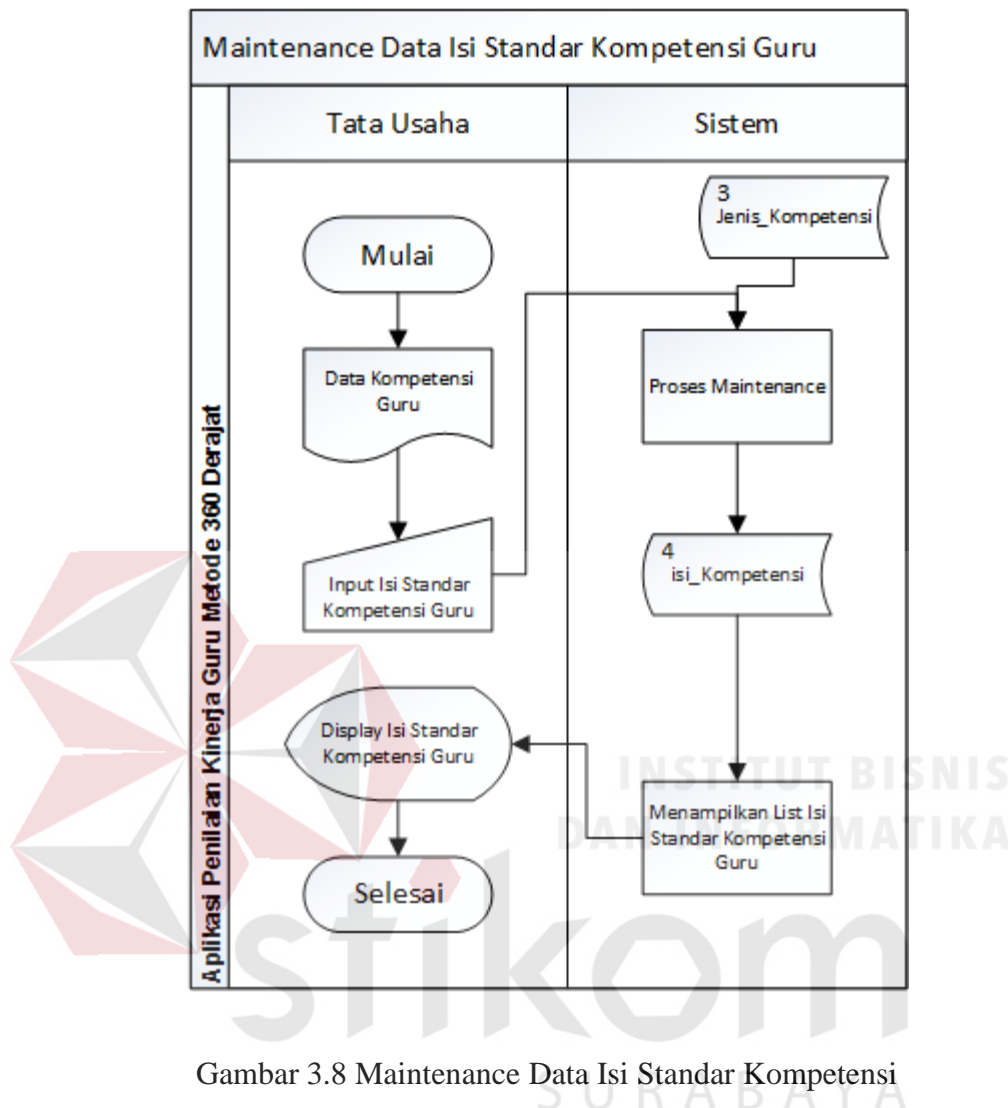 Maintenance Data Isi Standar Kompetensi Guru
Aplikasi Penilaian Kinerja Guru Metode 360 Derajat
Tata Usaha
Sistem
3
Jenis_Kompetensi
Mulai
Data Kompetensi
Guru
Proses Maintenance
Input Isi Standar
Kompetensi Guru
4
isi_Kompetensi
Display Isi Standar
Kompetensi Guru
Menampilkan List Isi
Standar Kompetensi
Guru
Selesai
INSTITUT BISNIS
DAN INFORMATIKA
stikom
SURABAYA
Gambar 3.8 Maintenance Data Isi Standar Kompetensi